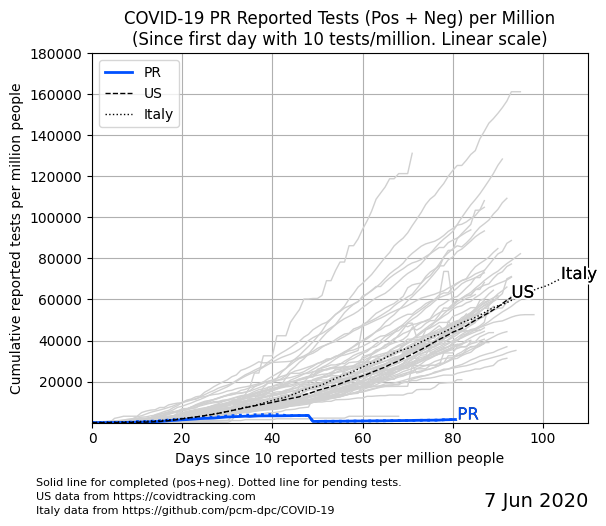 COVID-19 PR Reported Tests (Pos + Neg) per Million
(Since first day with 10 tests/million. Linear scale)
Cumulative reported tests per million people
180000
160000
140000
120000
100000
80000
60000
40000
20000
PR
US
Italy
Italy
US
PR
0 20 40 60 80 100
Days since 10 reported tests per million people
Solid line for completed (pos+neg). Dotted line for pending tests.
US data from https://covidtracking.com
Italy data from https://github.com/pcm-dpc/COVID-19
7 Jun 2020